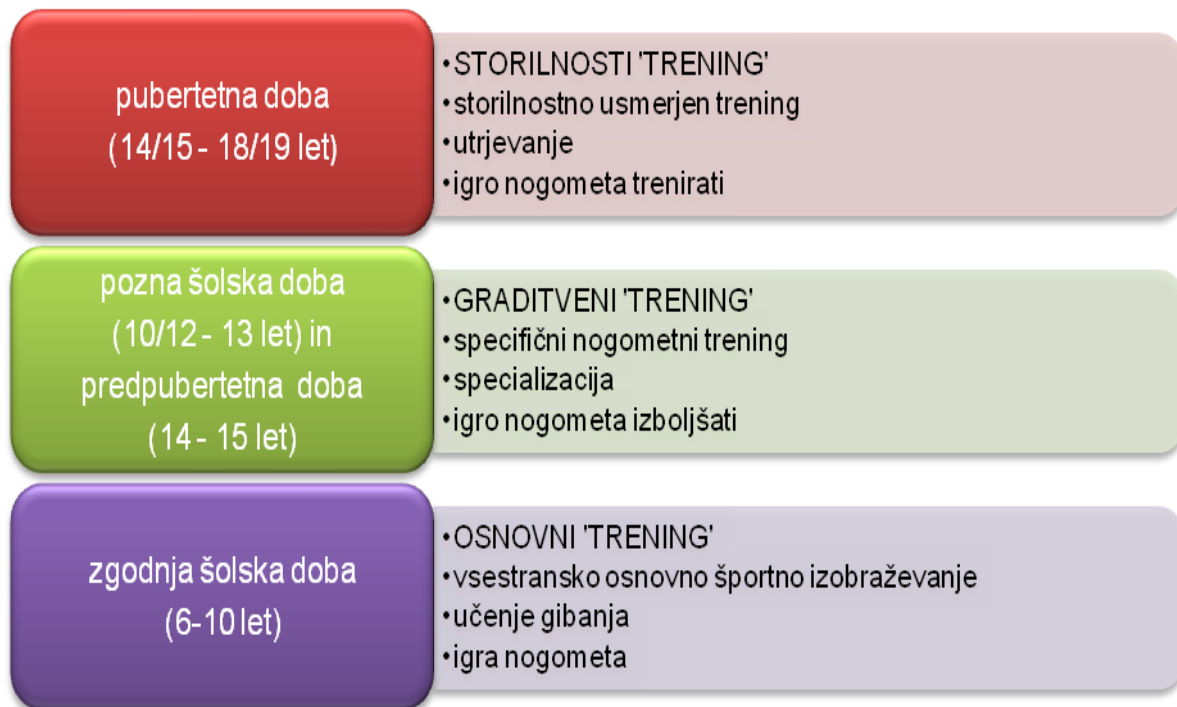 pubertetna doba
(14/15 - 18/19 let)
•STORILNOSTI 'TRENING'
•storilnostno usmerjen trening
•utrjevanje
•igro nogometa trenirati
pozna šolska doba
(10/12 - 13 let) in
predpubertetna doba
(14 - 15 let)
•GRADITVENI 'TRENING'
•specifični nogometni trening
•specializacija
•igro nogometa izboljšati
zgodnja šolska doba
(6-10 let)
•OSNOVNI 'TRENING'
•vsestransko osnovno športno izobraževanje
•učenje gibanja
•igra nogometa